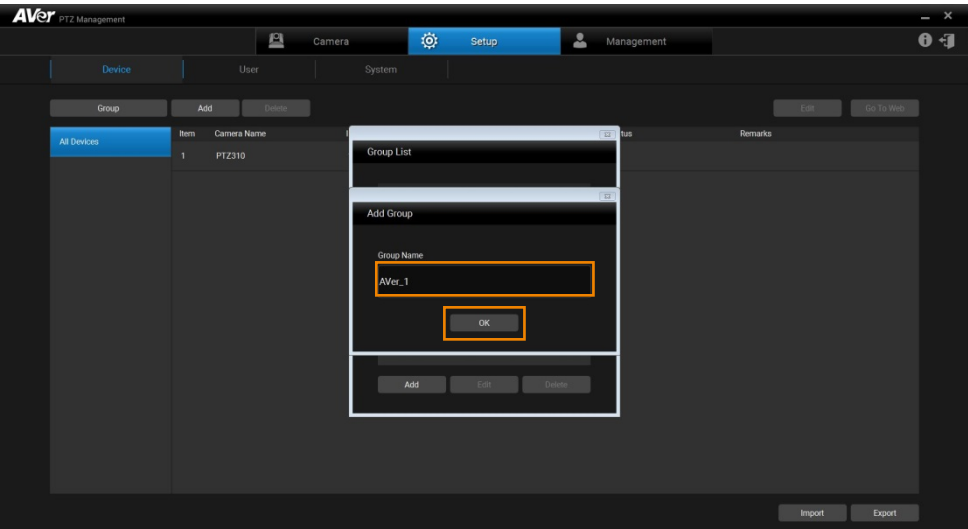 AVer PTZ Management
Camera Setup Management
Device User System
Group Add Delete Edit Go To Web
All Devices
Item Camera Name tus Remarks
1 PTZ310
Group List
Add Group
Group Name
AVer_1
OK
Add Edit Delete
Import Export